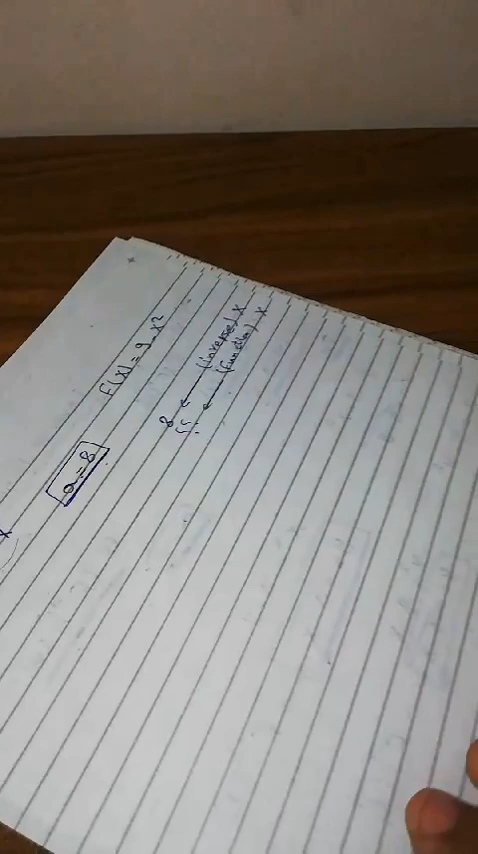 F(x) = 9 - x²
a = 8
8 ← (inverse) x
(function) x